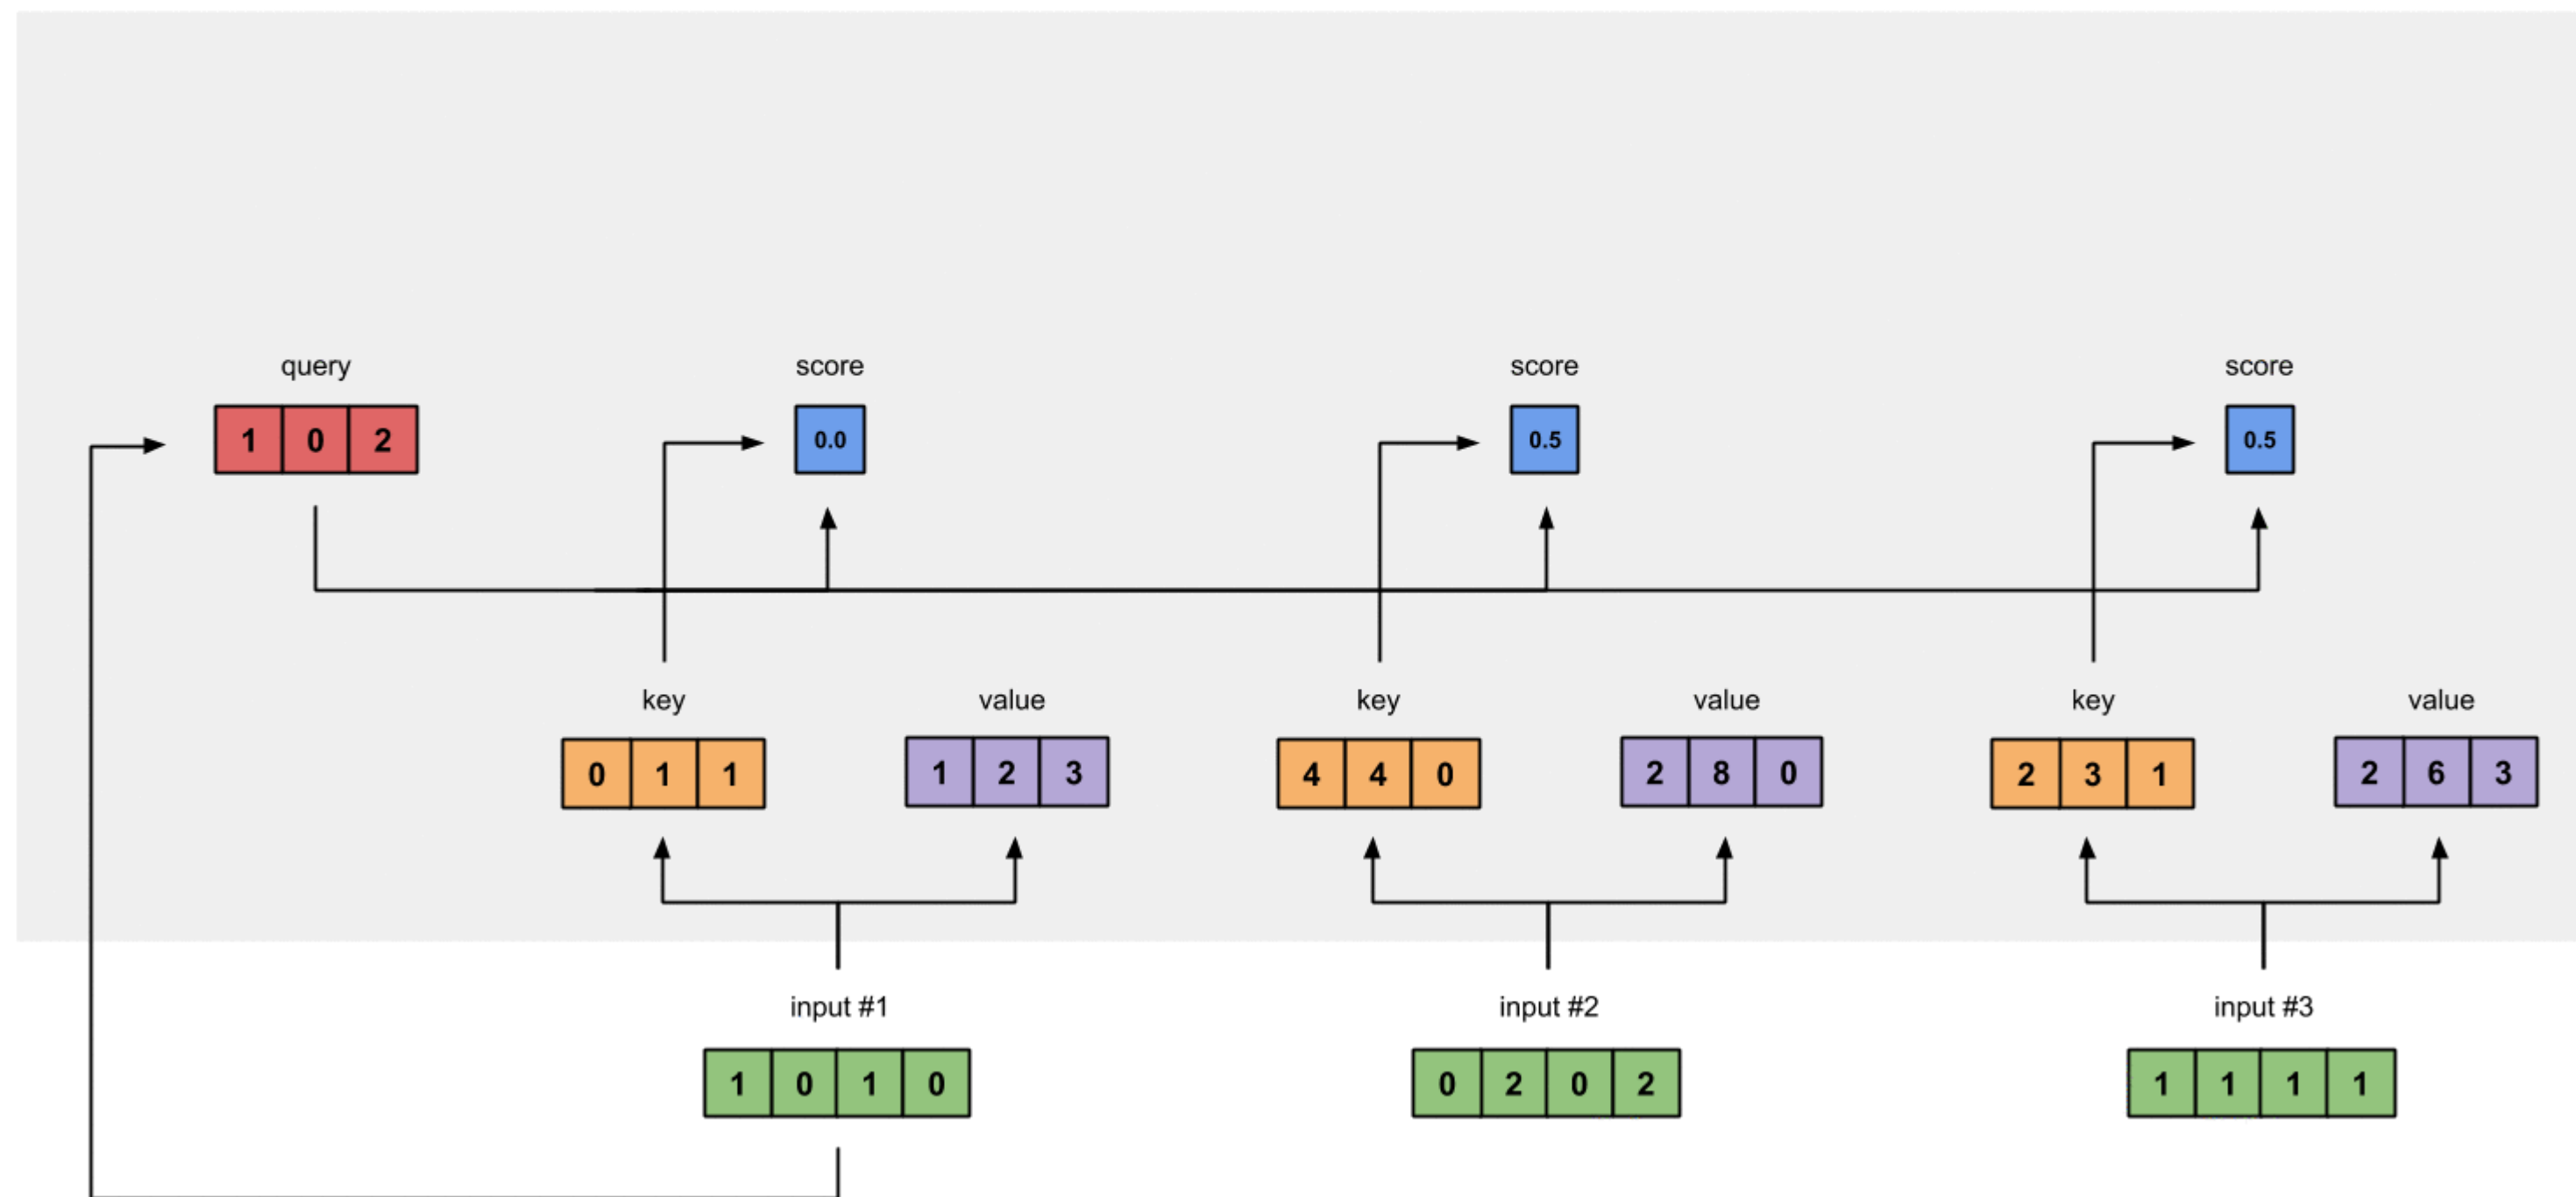 query score score score
1 0 2 0.0 0.5 0.5
key value key value key value
0 1 1 1 2 3 4 4 0 2 8 0 2 3 1 2 6 3
input #1 input #2 input #3
1 0 1 0 0 2 0 2 1 1 1 1